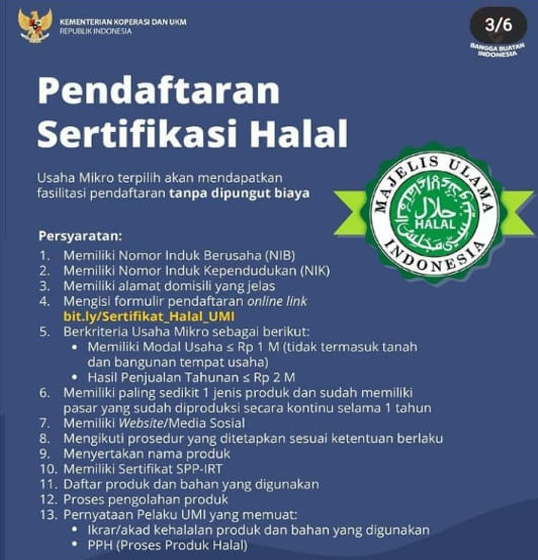 KEMENTERIAN KOPERASI DAN UKM
REPUBLIK INDONESIA
3/6
BANGGA BUATAN
INDONESIA
Pendaftaran
Sertifikasi Halal
Usaha Mikro terpilih akan mendapatkan
fasilitasi pendaftaran tanpa dipungut biaya
MAJELIS ULAMA
حلال
HALAL
INDONESIA
Persyaratan:
1. Memiliki Nomor Induk Berusaha (NIB)
2. Memiliki Nomor Induk Kependudukan (NIK)
3. Memiliki alamat domisili yang jelas
4. Mengisi formulir pendaftaran online link
bit.ly/Sertifikat_Halal_UMI
5. Berkriteria Usaha Mikro sebagai berikut:
• Memiliki Modal Usaha ≤ Rp 1 M (tidak termasuk tanah
dan bangunan tempat usaha)
• Hasil Penjualan Tahunan ≤ Rp 2 M
6. Memiliki paling sedikit 1 jenis produk dan sudah memiliki
pasar yang sudah diproduksi secara kontinu selama 1 tahun
7. Memiliki Website/Media Sosial
8. Mengikuti prosedur yang ditetapkan sesuai ketentuan berlaku
9. Menyertakan nama produk
10. Memiliki Sertifikat SPP-IRT
11. Daftar produk dan bahan yang digunakan
12. Proses pengolahan produk
13. Pernyataan Pelaku UMI yang memuat:
• Ikrar/akad kehalalan produk dan bahan yang digunakan
• PPH (Proses Produk Halal)